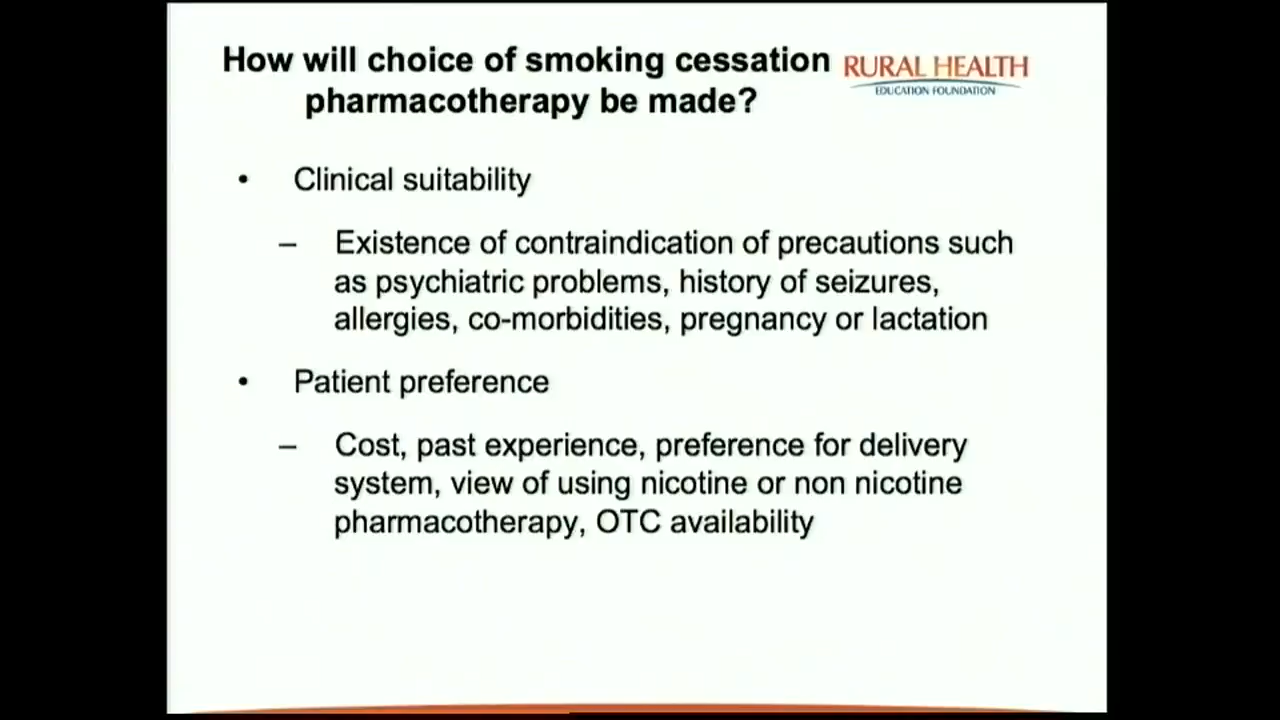 How will choice of smoking cessation
pharmacotherapy be made?
RURAL HEALTH
EDUCATION FOUNDATION
• Clinical suitability
– Existence of contraindication of precautions such
as psychiatric problems, history of seizures,
allergies, co-morbidities, pregnancy or lactation
• Patient preference
– Cost, past experience, preference for delivery
system, view of using nicotine or non nicotine
pharmacotherapy, OTC availability